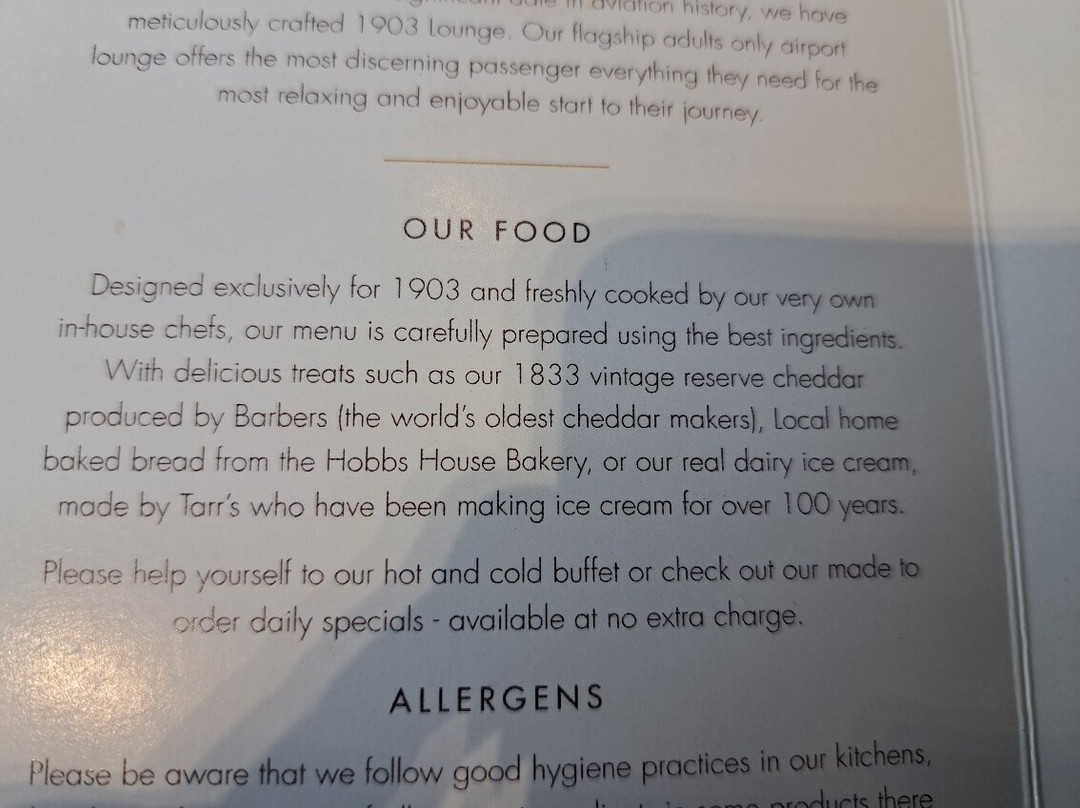 in aviation history, we have
meticulously crafted 1903 Lounge. Our flagship adults only airport
lounge offers the most discerning passenger everything they need for the
most relaxing and enjoyable start to their journey.
OUR FOOD
Designed exclusively for 1903 and freshly cooked by our very own
in-house chefs, our menu is carefully prepared using the best ingredients.
With delicious treats such as our 1833 vintage reserve cheddar
produced by Barbers (the world's oldest cheddar makers), Local home
baked bread from the Hobbs House Bakery, or our real dairy ice cream,
made by Tarr's who have been making ice cream for over 100 years.
Please help yourself to our hot and cold buffet or check out our made to
order daily specials - available at no extra charge.
ALLERGENS
Please be aware that we follow good hygiene practices in our kitchens,
products there